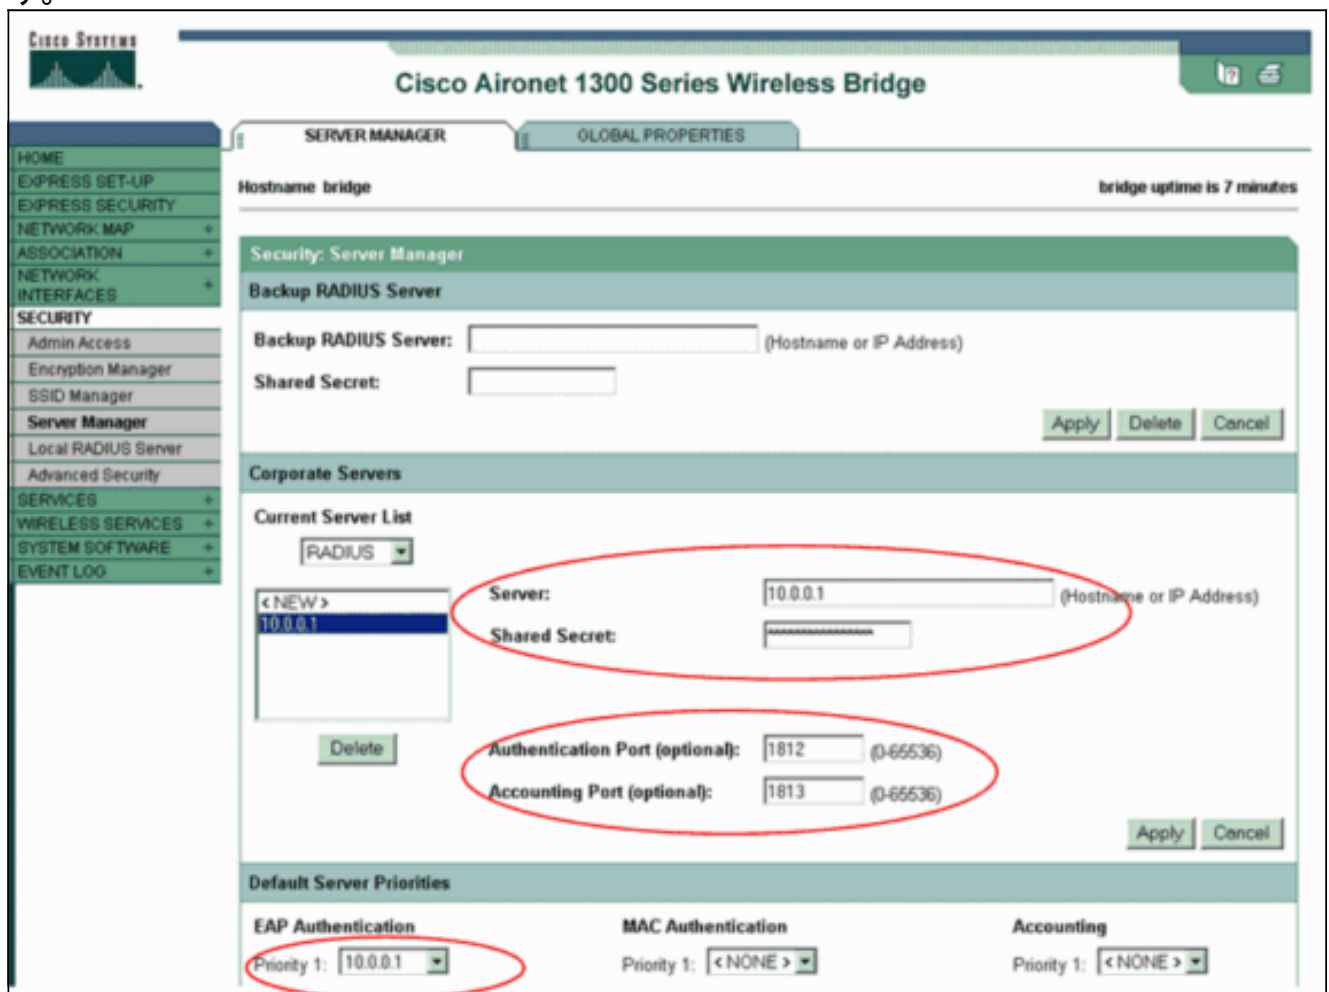 す。
CISCO SYSTEMS
Cisco Aironet 1300 Series Wireless Bridge
SERVER MANAGER GLOBAL PROPERTIES
HOME
EXPRESS SET-UP
EXPRESS SECURITY
NETWORK MAP +
ASSOCIATION +
NETWORK
INTERFACES +
SECURITY
Admin Access
Encryption Manager
SSID Manager
Server Manager
Local RADIUS Server
Advanced Security
SERVICES +
WIRELESS SERVICES +
SYSTEM SOFTWARE +
EVENT LOG +
Hostname bridge bridge uptime is 7 minutes
Security: Server Manager
Backup RADIUS Server
Backup RADIUS Server: (Hostname or IP Address)
Shared Secret:
Apply Delete Cancel
Corporate Servers
Current Server List
RADIUS
<NEW>
10.0.0.1
Delete
Server: 10.0.0.1 (Hostname or IP Address)
Shared Secret:
Authentication Port (optional): 1812 (0-65536)
Accounting Port (optional): 1813 (0-65536)
Apply Cancel
Default Server Priorities
EAP Authentication MAC Authentication Accounting
Priority 1: 10.0.0.1 Priority 1: <NONE> Priority 1: <NONE>